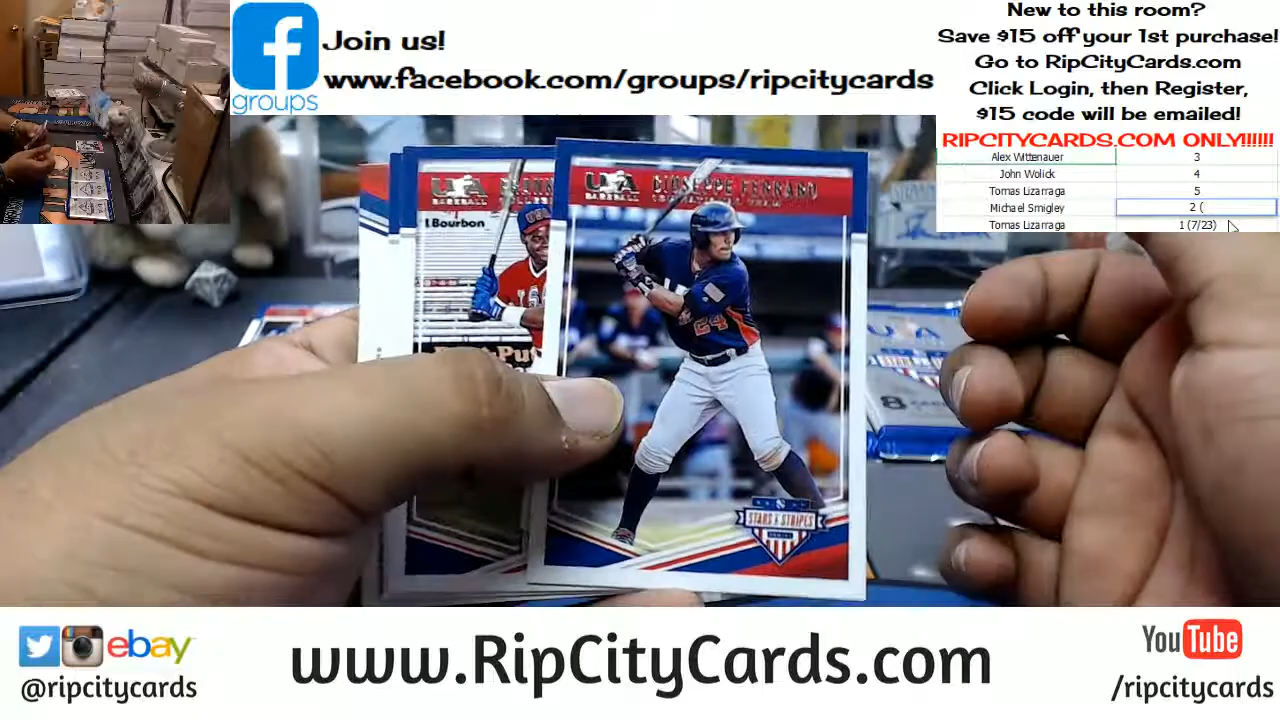 f
groups
Join us!
www.facebook.com/groups/ripcitycards
New to this room?
Save $15 off your 1st purchase!
Go to RipCityCards.com
Click Login, then Register,
$15 code will be emailed!
RIPCITYCARDS.COM ONLY!!!!!!
Alex Wittenauer 3
John Wolick 4
Tomas Lizarraga 5
Michael Smigley 2 (
Tomas Lizarraga 1 (7/23)
USA
BASEBALL
l Bourbon
USA
BASEBALL
24
STARS & STRIPES
8
ebay
@ripcitycards
www.RipCityCards.com
YouTube
/ripcitycards